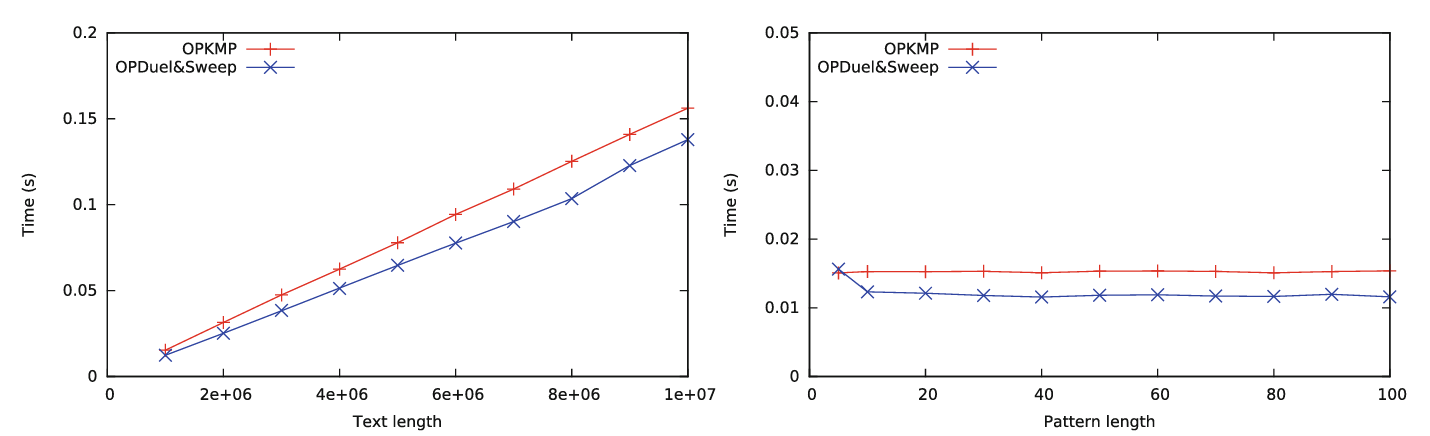 0.2
0.15
0.1
0.05
0
Time (s)
OPKMP
OPDuel&Sweep
0 2e+06 4e+06 6e+06 8e+06 1e+07
Text length
0.05
0.04
0.03
0.02
0.01
0
Time (s)
OPKMP
OPDuel&Sweep
0 20 40 60 80 100
Pattern length